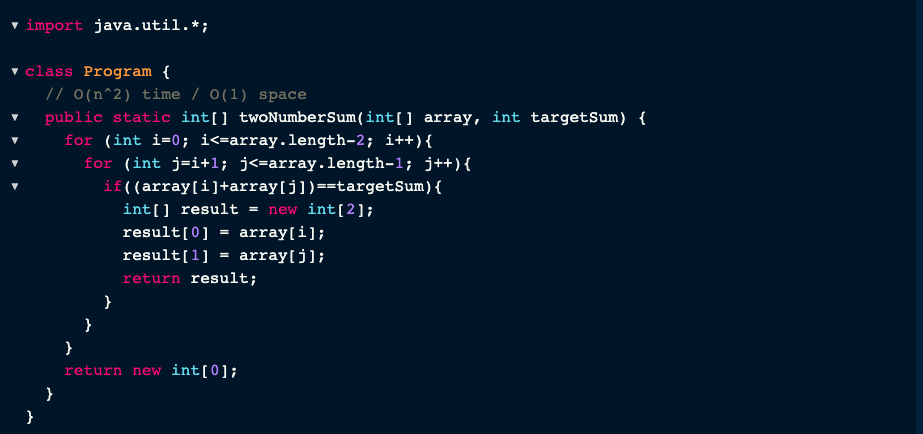 import java.util.*;
class Program {
// O(n^2) time / O(1) space
public static int[] twoNumberSum(int[] array, int targetSum) {
for (int i=0; i<=array.length-2; i++){
for (int j=i+1; j<=array.length-1; j++){
if((array[i]+array[j])==targetSum){
int[] result = new int[2];
result[0] = array[i];
result[1] = array[j];
return result;
}
}
}
return new int[0];
}
}